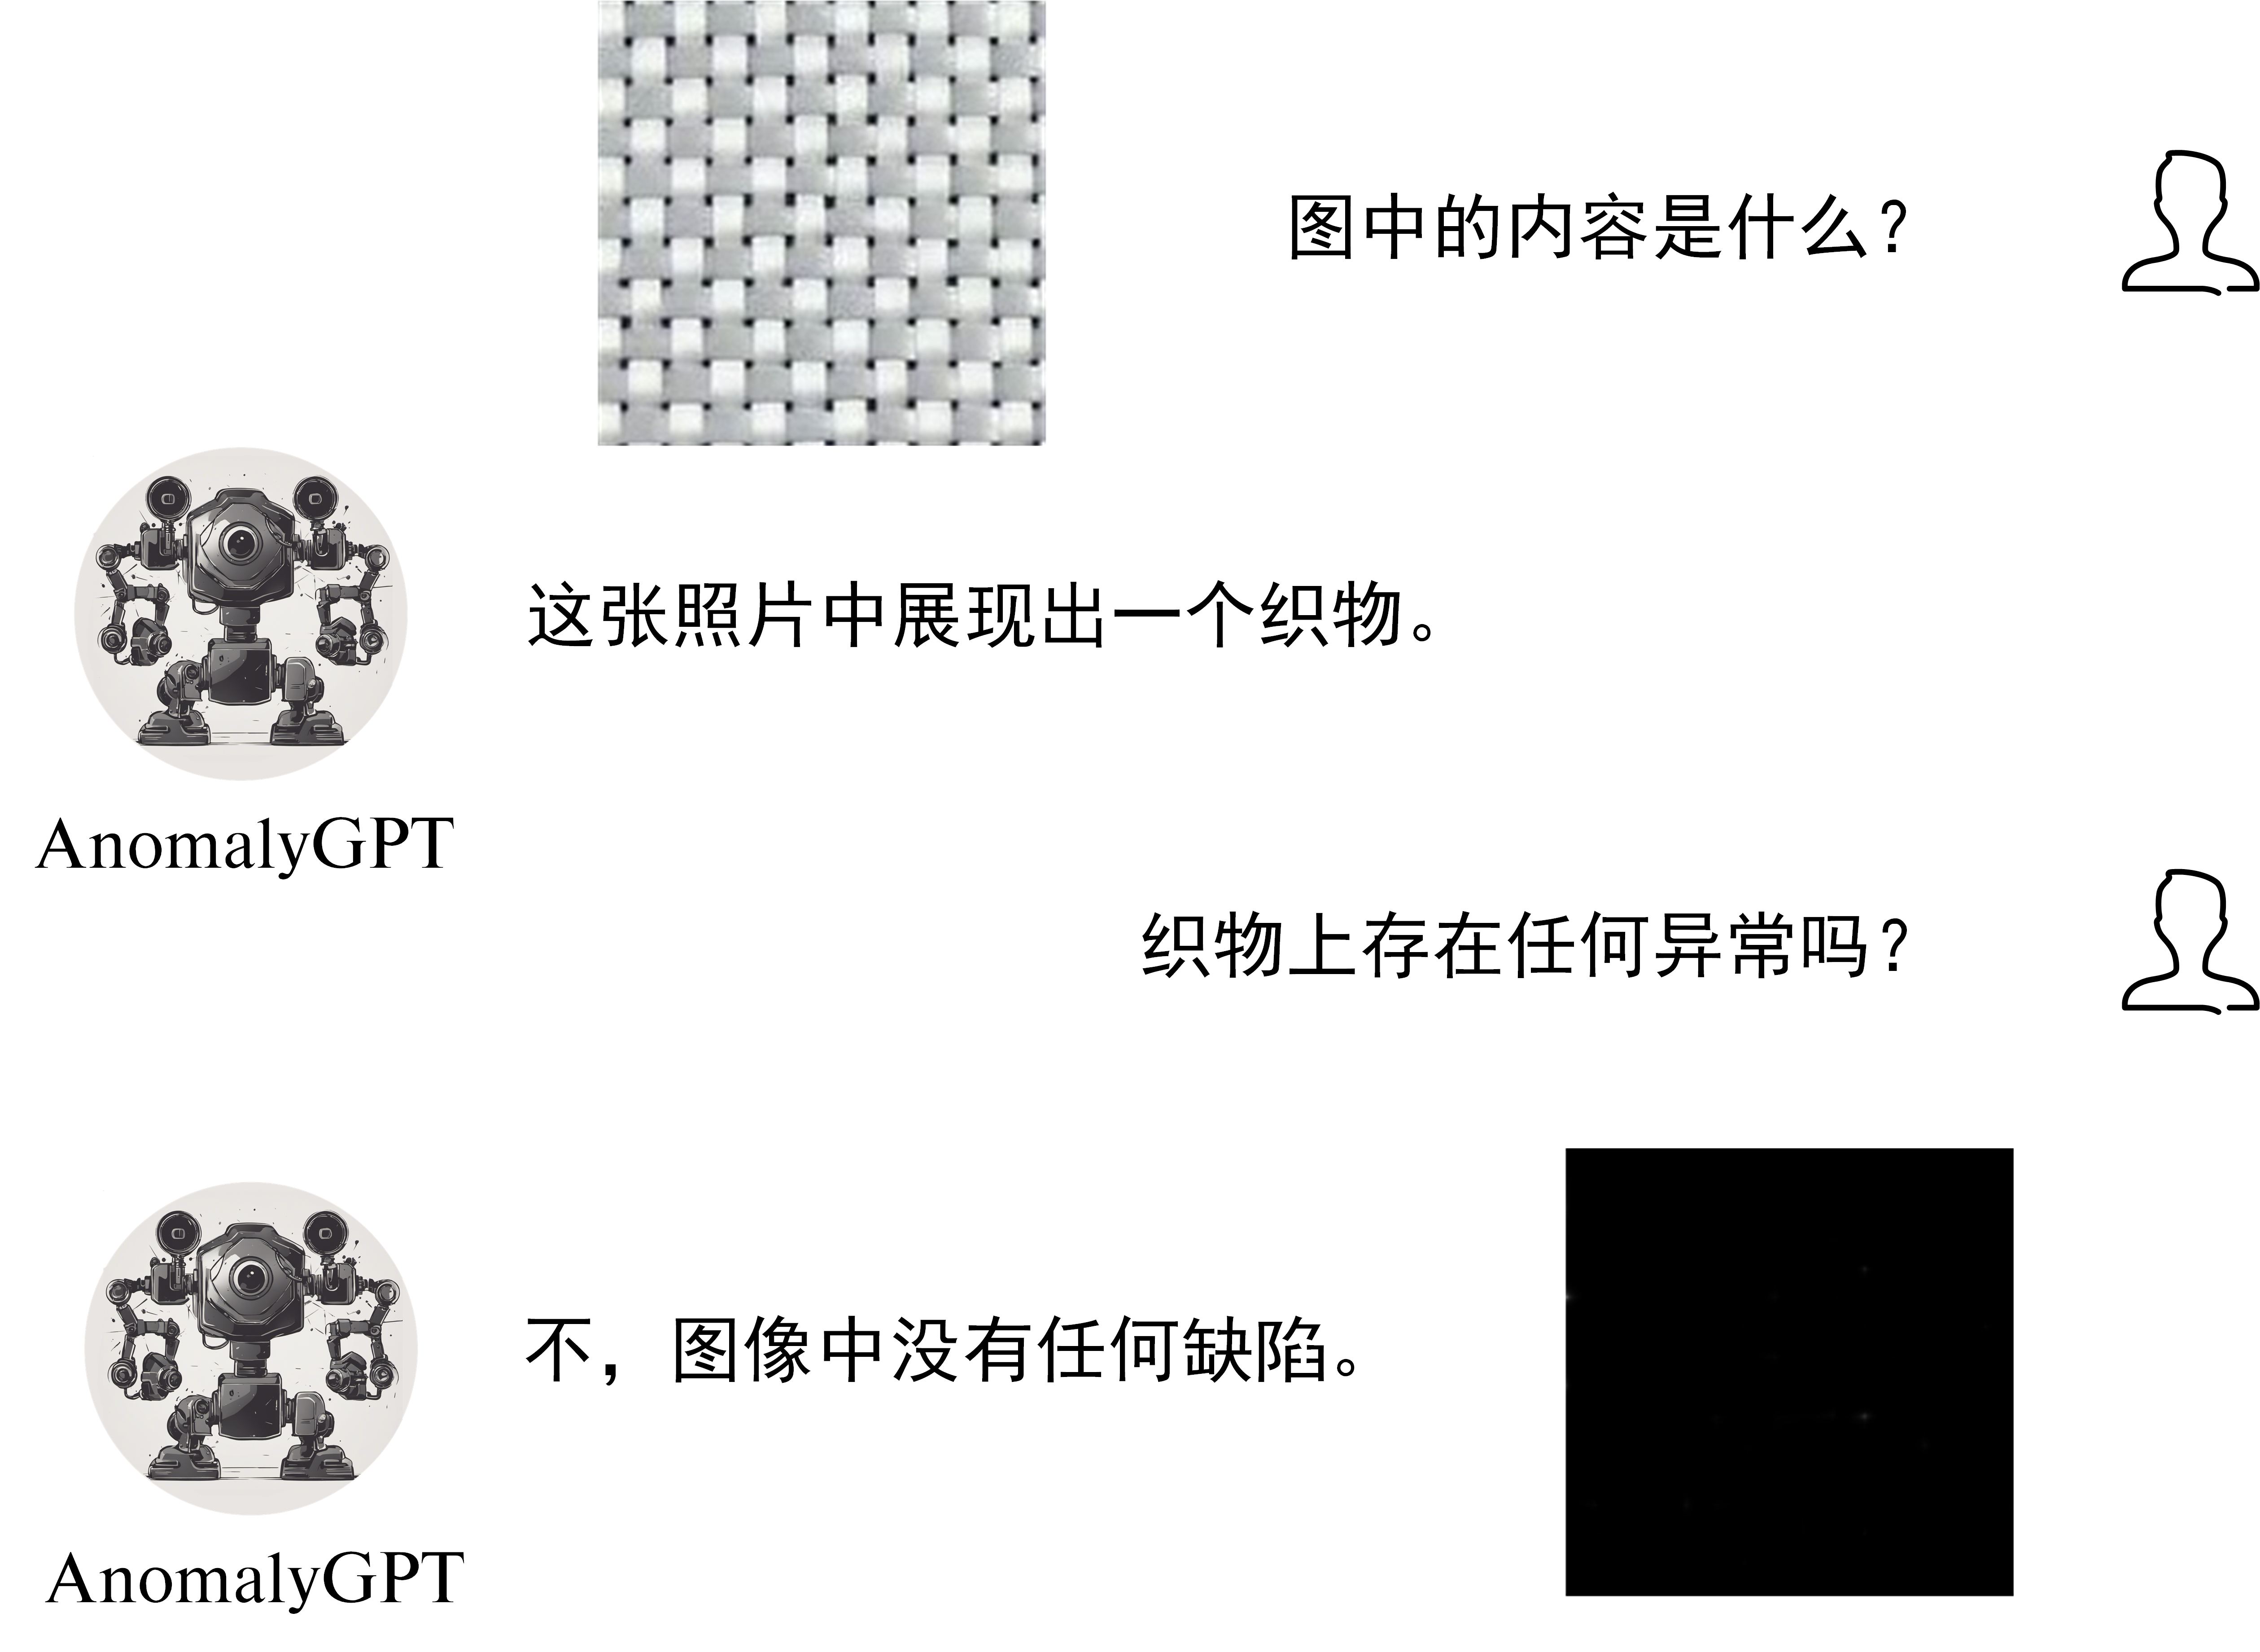 图中的内容是什么?
这张照片中展现出一个织物。
AnomalyGPT
织物上存在任何异常吗?
不，图像中没有任何缺陷。
AnomalyGPT